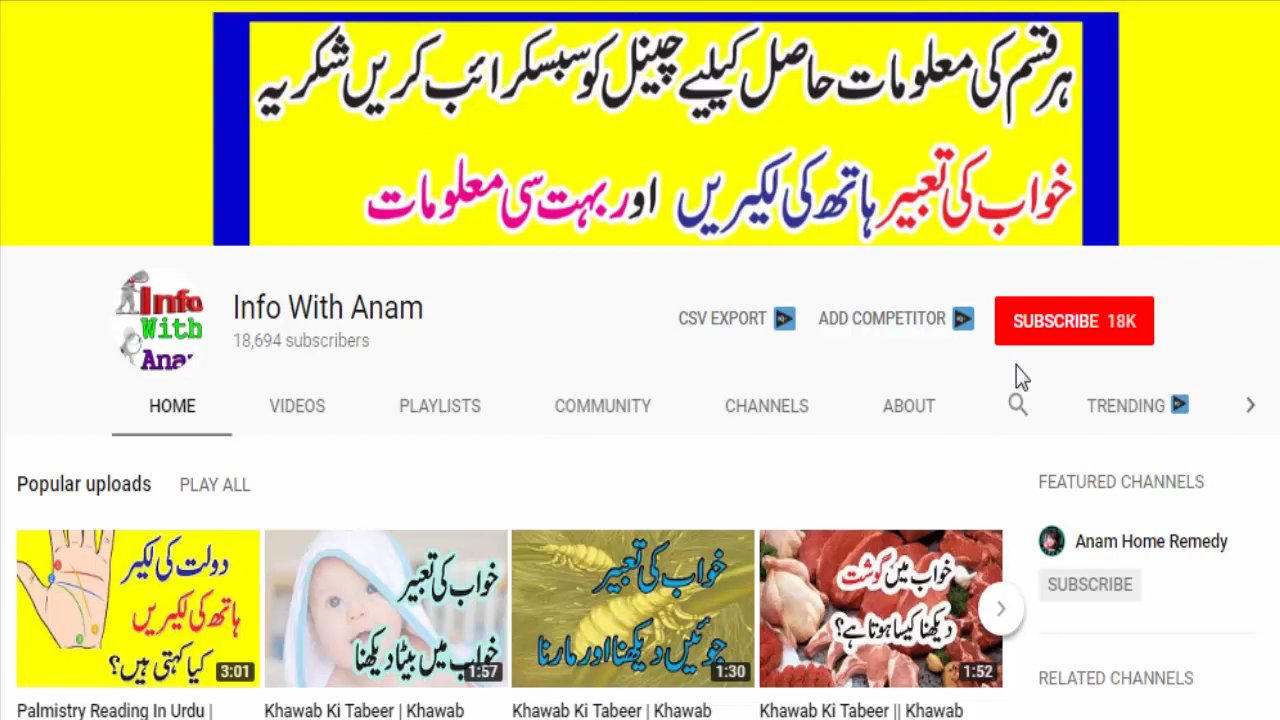 ہر قسم کی معلومات حاصل کیلیے چینل کو سبسکرائب کریں شکریہ
خواب کی تعبیر ہاتھ کی لکیریں اور بہت سی معلومات
Info
With
Ana
Info With Anam
18,694 subscribers
CSV EXPORT
ADD COMPETITOR
SUBSCRIBE 18K
HOME
VIDEOS
PLAYLISTS
COMMUNITY
CHANNELS
ABOUT
TRENDING
Popular uploads
PLAY ALL
دولت کی لکیر
ہاتھ کی لکیریں
کیا کہتی ہیں؟
3:01
Palmistry Reading In Urdu |
خواب کی تعبیر
خواب میں بیٹا دیکھنا
1:57
Khawab Ki Tabeer | Khawab
خواب کی تعبیر
جوئیں دیکھنا اور مارنا
1:30
Khawab Ki Tabeer | Khawab
خواب میں گوشت
دیکھنا کیسا ہوتا ہے؟
1:52
Khawab Ki Tabeer || Khawab
FEATURED CHANNELS
Anam Home Remedy
SUBSCRIBE
RELATED CHANNELS